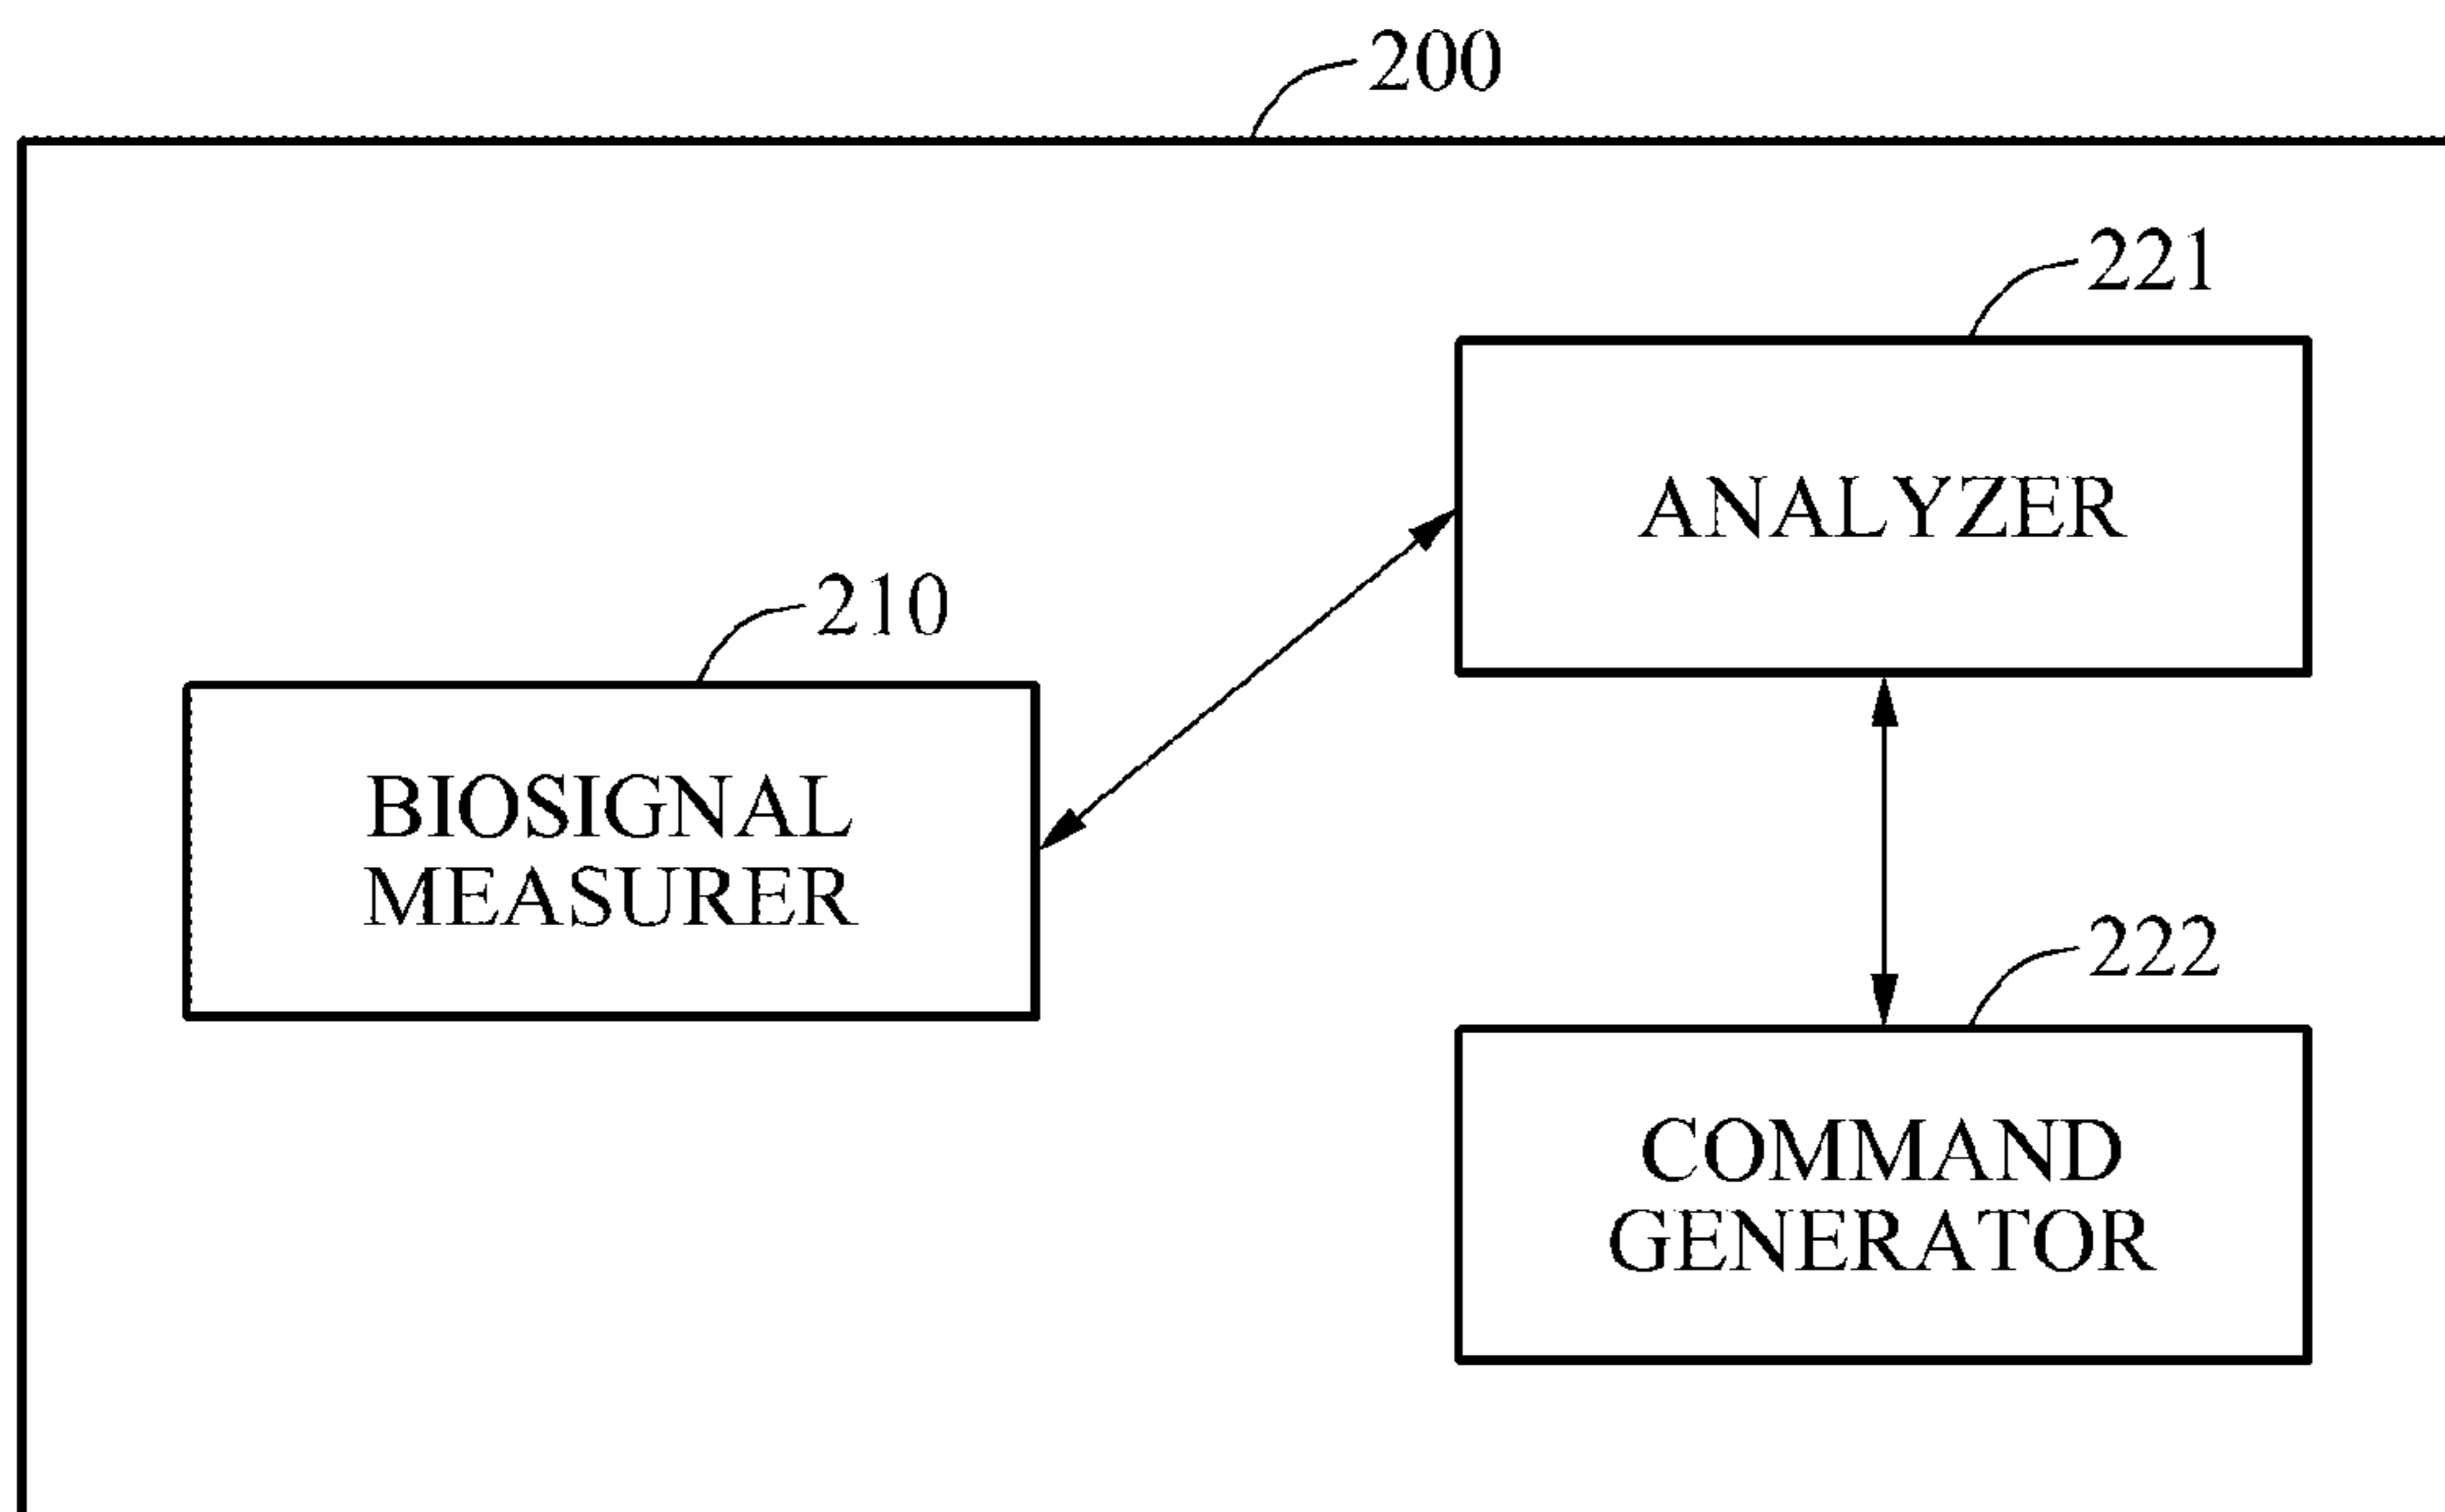 200
221
ANALYZER
210
BIOSIGNAL
MEASURER
222
COMMAND
GENERATOR